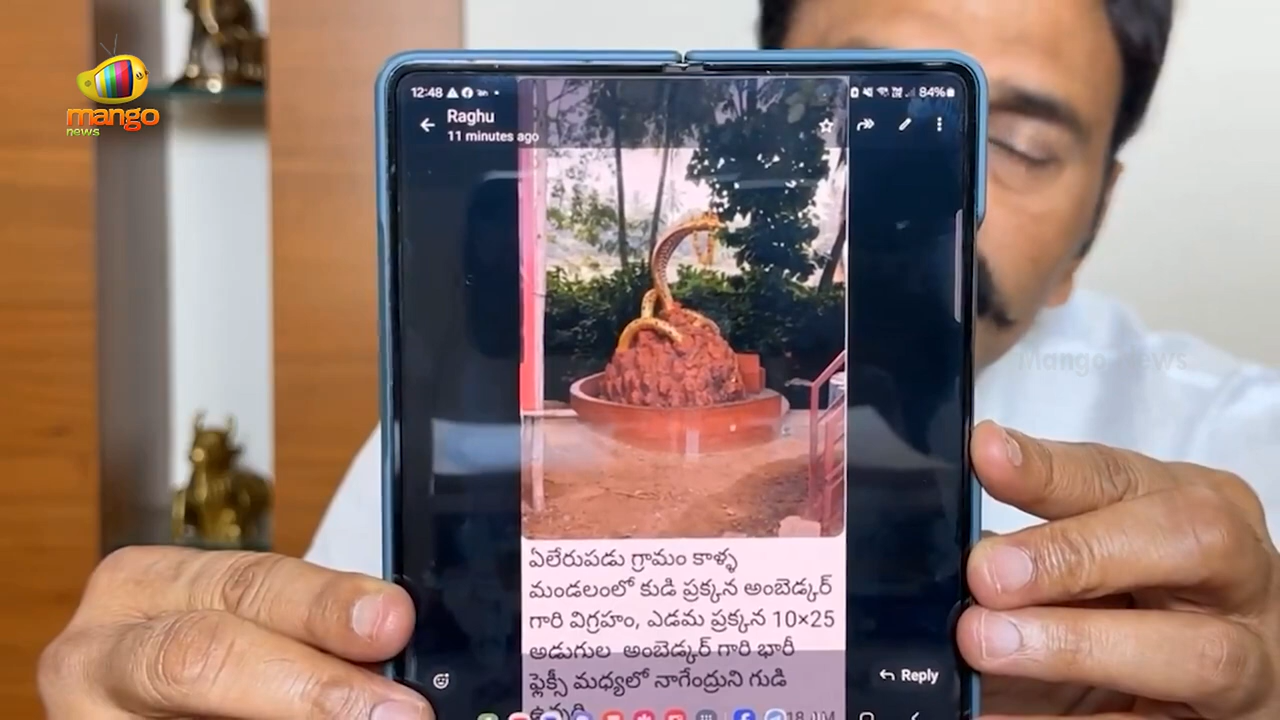 mango
news
12:48
84%
Raghu
11 minutes ago
Mango News
ఏలేరుపడు గ్రామం కాళ్ళ
మండలంలో కుడి ప్రక్కన అంబెడ్కర్
గారి విగ్రహం, ఎడమ ప్రక్కన 10×25
అడుగుల అంబెడ్కర్ గారి భారీ
ఫ్లెక్సీ మధ్యలో నాగేంద్రుని గుడి
Reply